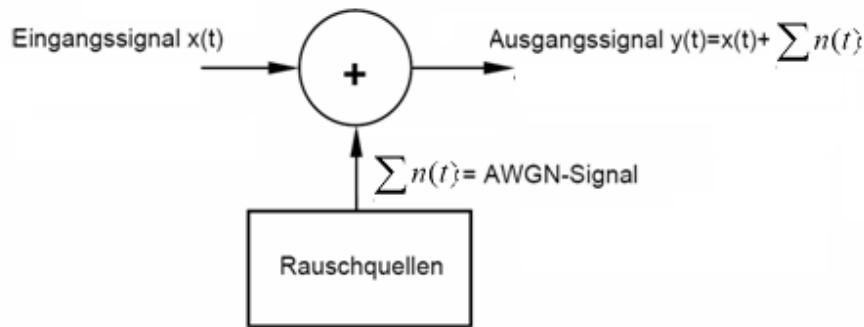 Eingangssignal x(t)
Ausgangssignal y(t)=x(t)+ ∑ n(t)
+
∑ n(t) = AWGN-Signal
Rauschquellen